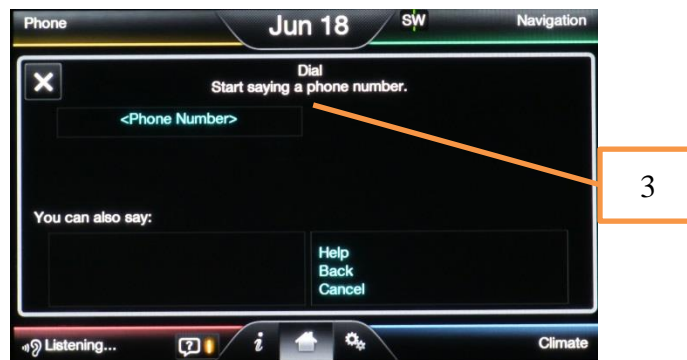 Phone
Jun 18
SW
Navigation
Dial
Start saying a phone number.
<Phone Number>
3
You can also say:
Help
Back
Cancel
Listening...
?
i
Climate